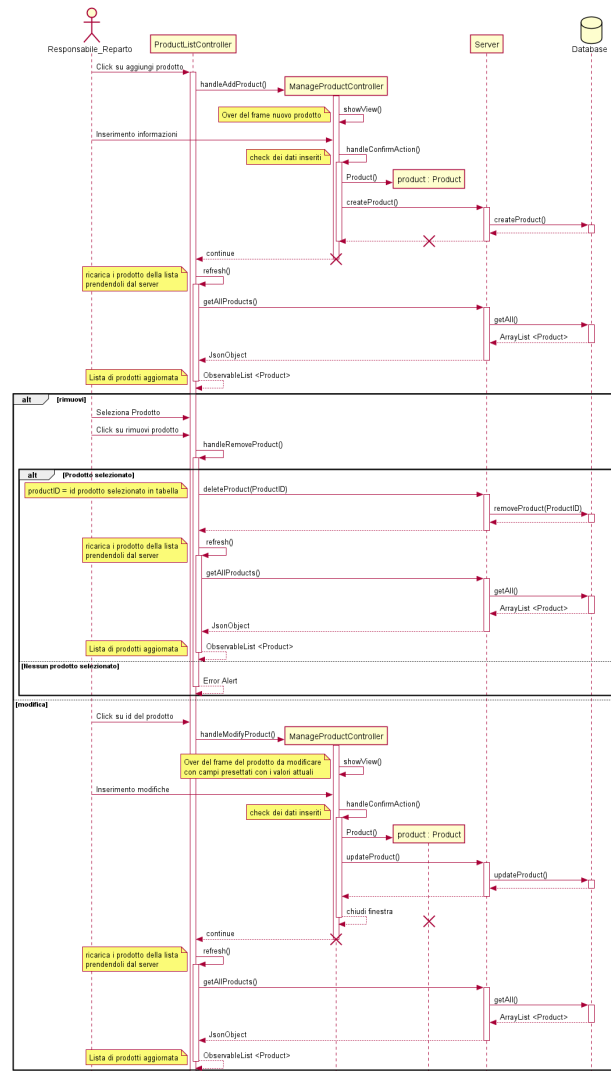 Responsabile_Reparto
ProductListController
Server
Database
Click su aggiungi prodotto
handleAddProduct()
ManageProductController
Over del frame nuovo prodotto
showView()
Inserimento informazioni
check dei dati inseriti
handleConfirmAction()
Product()
product : Product
createProduct()
createProduct()
continue
ricarica i prodotto della lista
prendendoli dal server
refresh()
getAllProducts()
getAll()
ArrayList <Product>
JsonObject
Lista di prodotti aggiornata
ObservableList <Product>
alt
[rimuovi]
Seleziona Prodotto
Click su rimuovi prodotto
handleRemoveProduct()
alt
[Prodotto selezionato]
productID = id prodotto selezionato in tabella
deleteProduct(ProductID)
removeProduct(ProductID)
ricarica i prodotto della lista
prendendoli dal server
refresh()
getAllProducts()
getAll()
ArrayList <Product>
JsonObject
Lista di prodotti aggiornata
ObservableList <Product>
[Nessun prodotto selezionato]
Error Alert
[modifica]
Click su id del prodotto
handleModifyProduct()
ManageProductController
Over del frame del prodotto da modificare
con campi presettati con i valori attuali
showView()
Inserimento modifiche
check dei dati inseriti
handleConfirmAction()
Product()
product : Product
updateProduct()
updateProduct()
chiudi finestra
continue
ricarica i prodotto della lista
prendendoli dal server
refresh()
getAllProducts()
getAll()
ArrayList <Product>
JsonObject
Lista di prodotti aggiornata
ObservableList <Product>